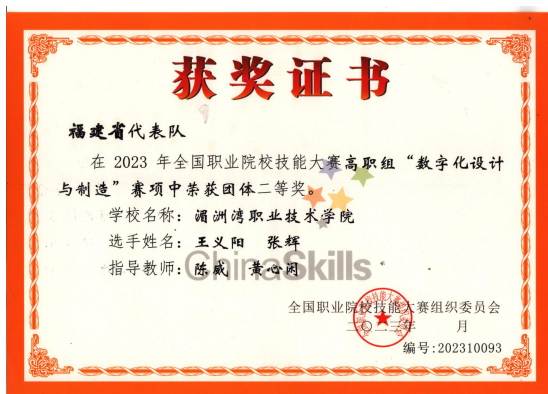 获奖证书
福建省代表队
在 2023 年全国职业院校技能大赛高职组“数字化设计
与制造”赛项中荣获团体二等奖。
学校名称：湄洲湾职业技术学院
选手姓名：王义阳 张辉
指导教师：陈威 黄心闲
ChinaSkills
全国职业院校技能大赛组织委员会
二〇二三年 月
编号:202310093